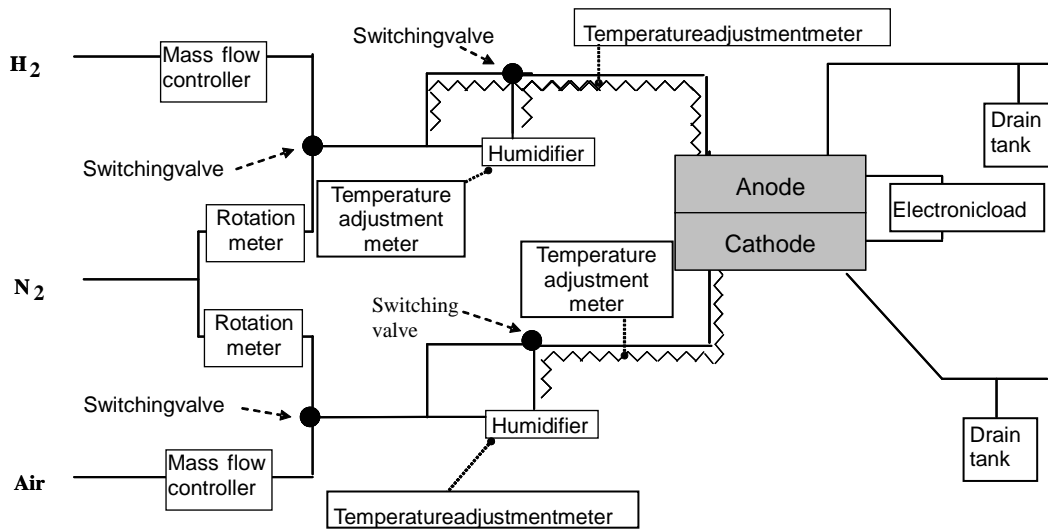 Switchingvalve
Temperatureadjustmentmeter
H2
Mass flow
controller
Drain
tank
Switchingvalve
Humidifier
Temperature
adjustment
meter
Anode
Rotation
meter
Electronicload
Cathode
Temperature
adjustment
meter
N2
Switching
valve
Rotation
meter
Switchingvalve
Humidifier
Drain
tank
Air
Mass flow
controller
Temperatureadjustmentmeter